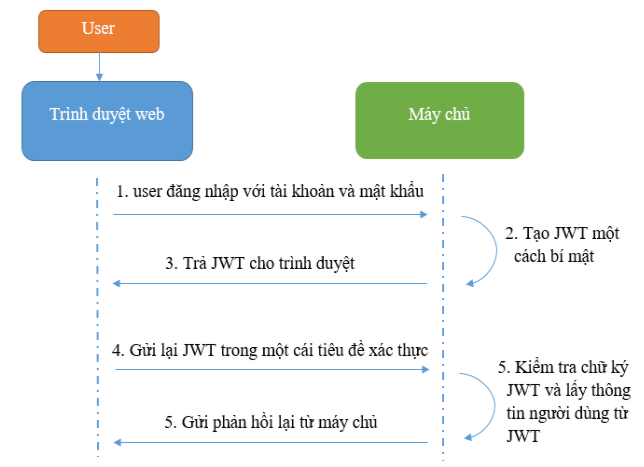 User
Trình duyệt web
Máy chủ
1. user đăng nhập với tài khoản và mật khẩu
2. Tạo JWT một
cách bí mật
3. Trả JWT cho trình duyệt
4. Gửi lại JWT trong một cái tiêu đề xác thực
5. Kiểm tra chữ ký
JWT và lấy thông
tin người dùng từ
JWT
5. Gửi phản hồi lại từ máy chủ